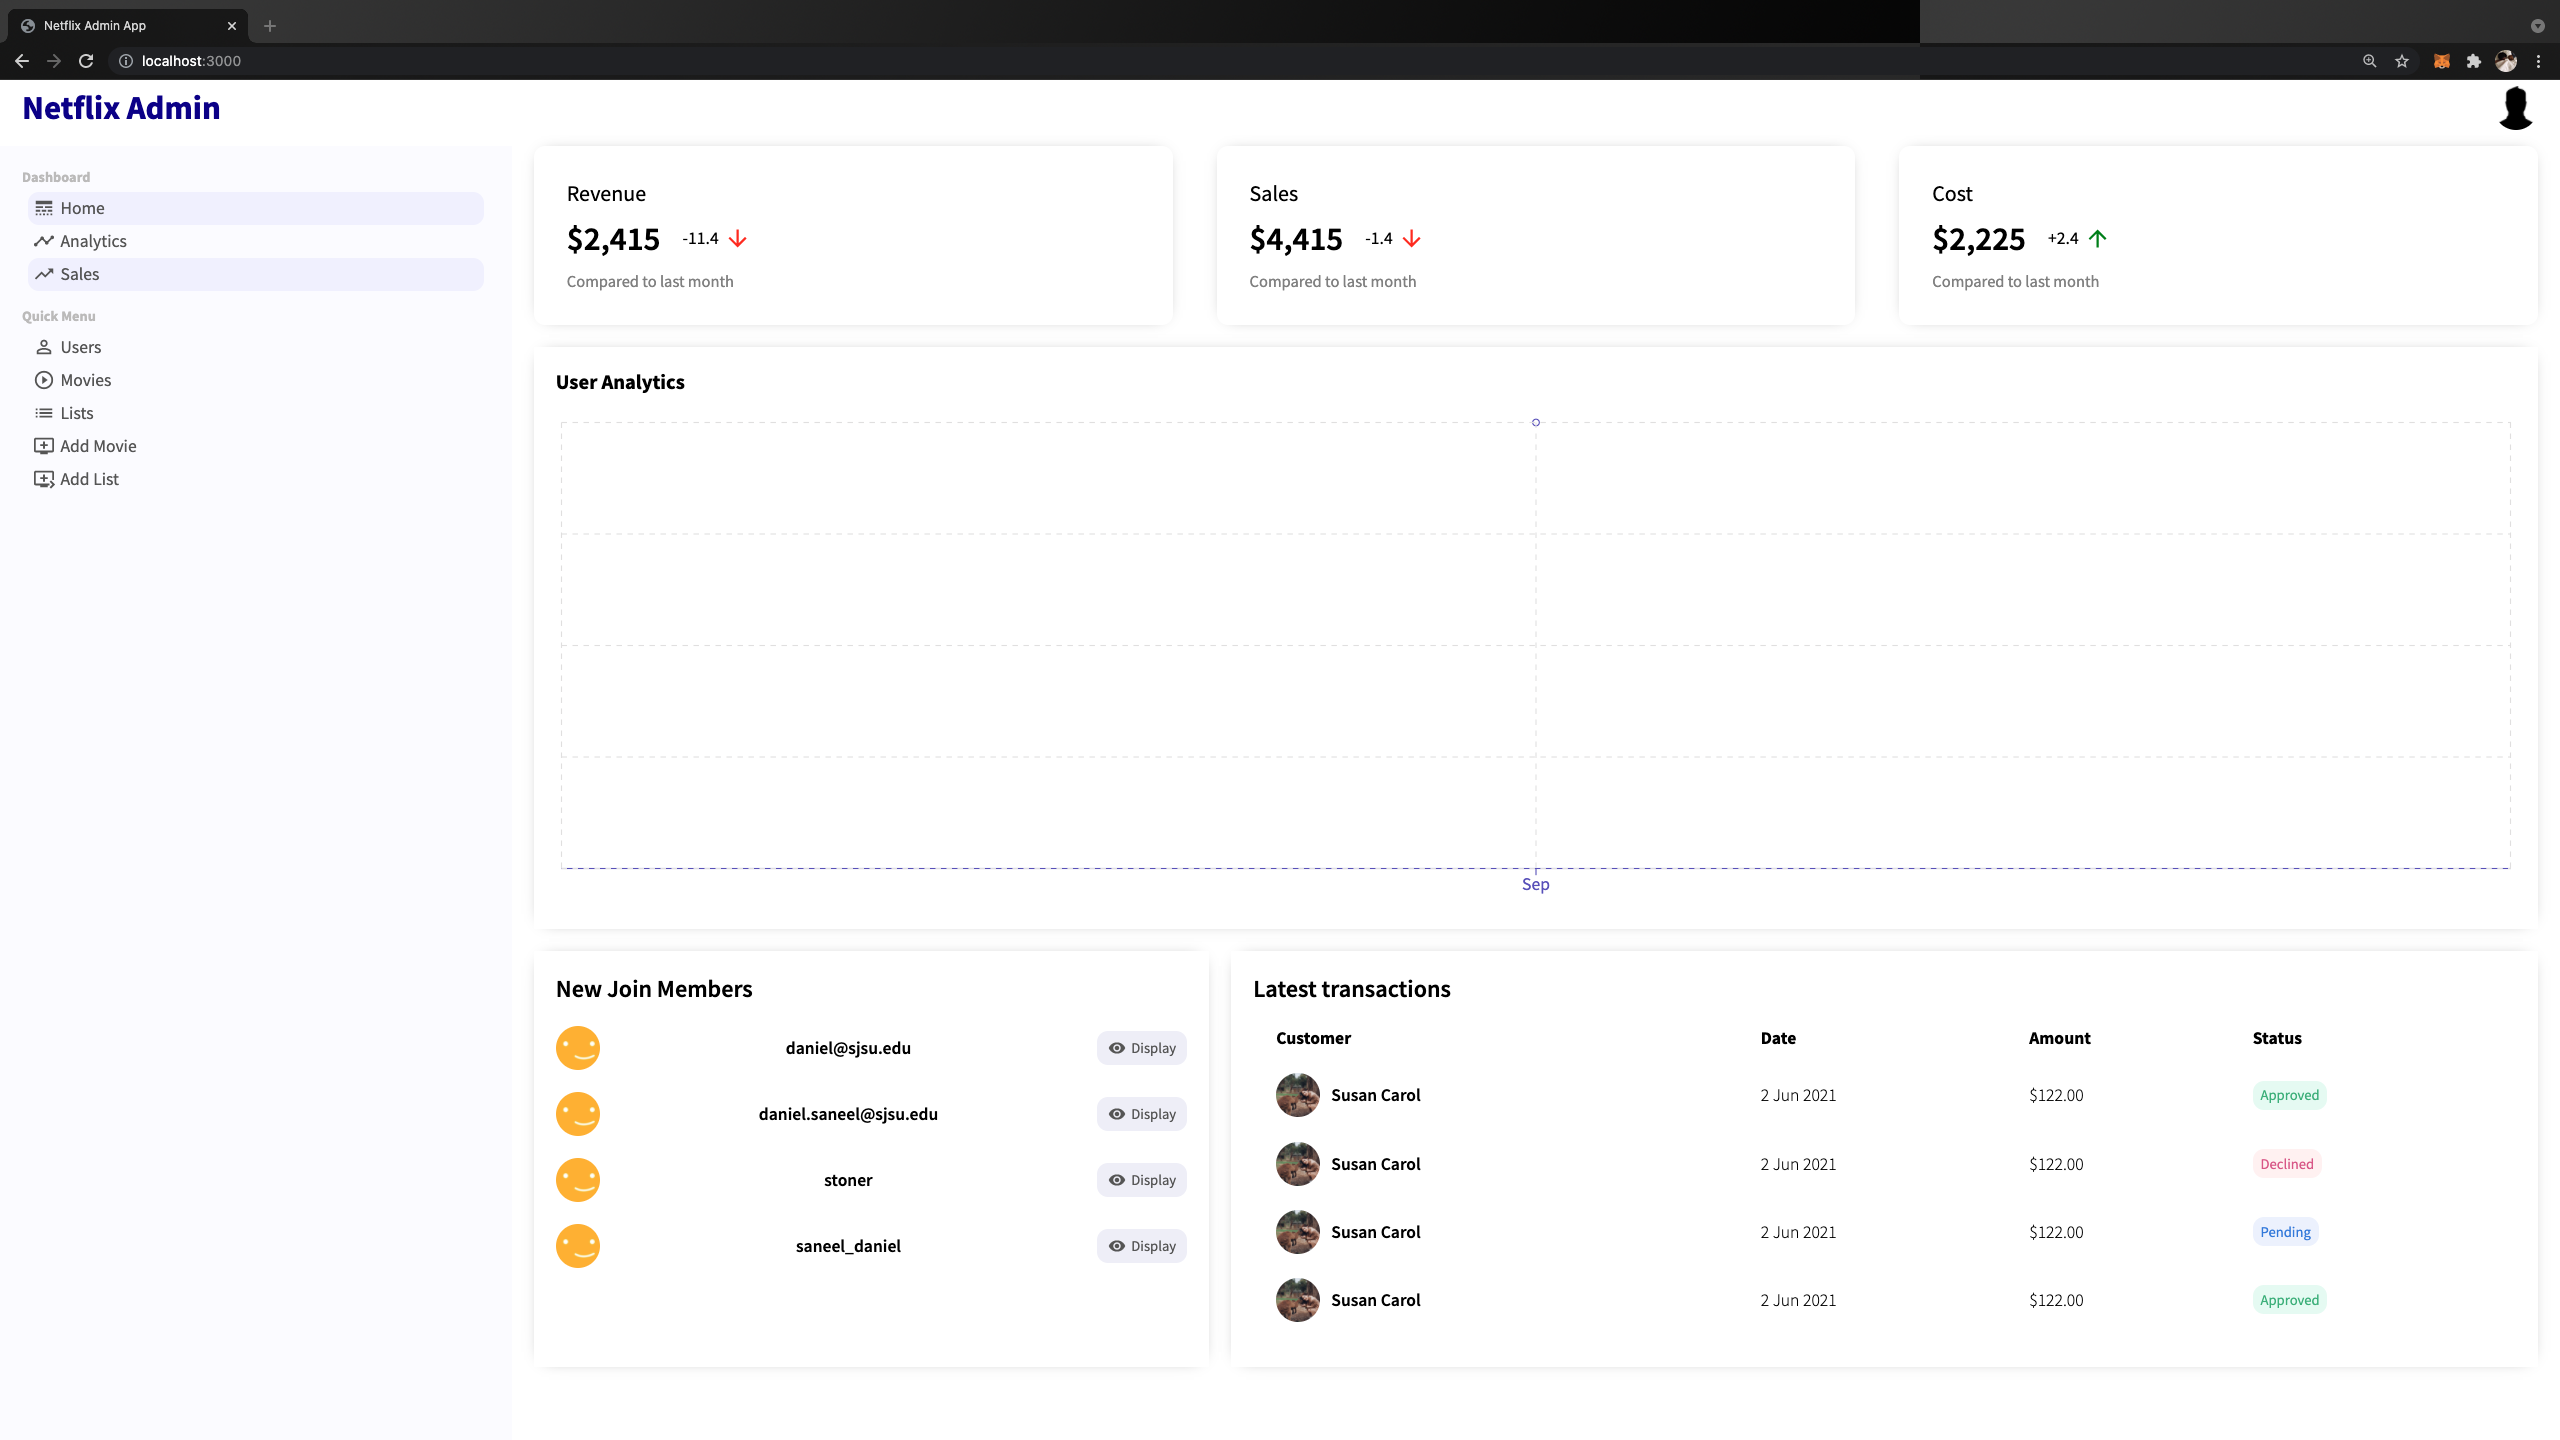 Netflix Admin App
localhost:3000
Netflix Admin
Dashboard
Home
Analytics
Sales
Quick Menu
Users
Movies
Lists
Add Movie
Add List
Revenue
$2,415 -11.4
Compared to last month
Sales
$4,415 -1.4
Compared to last month
Cost
$2,225 +2.4
Compared to last month
User Analytics
Sep
New Join Members
daniel@sjsu.edu Display
daniel.saneel@sjsu.edu Display
stoner Display
saneel_daniel Display
Latest transactions
Customer Date Amount Status
Susan Carol 2 Jun 2021 $122.00 Approved
Susan Carol 2 Jun 2021 $122.00 Declined
Susan Carol 2 Jun 2021 $122.00 Pending
Susan Carol 2 Jun 2021 $122.00 Approved